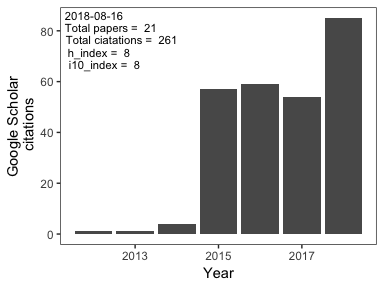 2018-08-16
Total papers = 21
Total ciatations = 261
h_index = 8
i10_index = 8
80
60
40
20
0
Google Scholar
citations
2013
2015
2017
Year